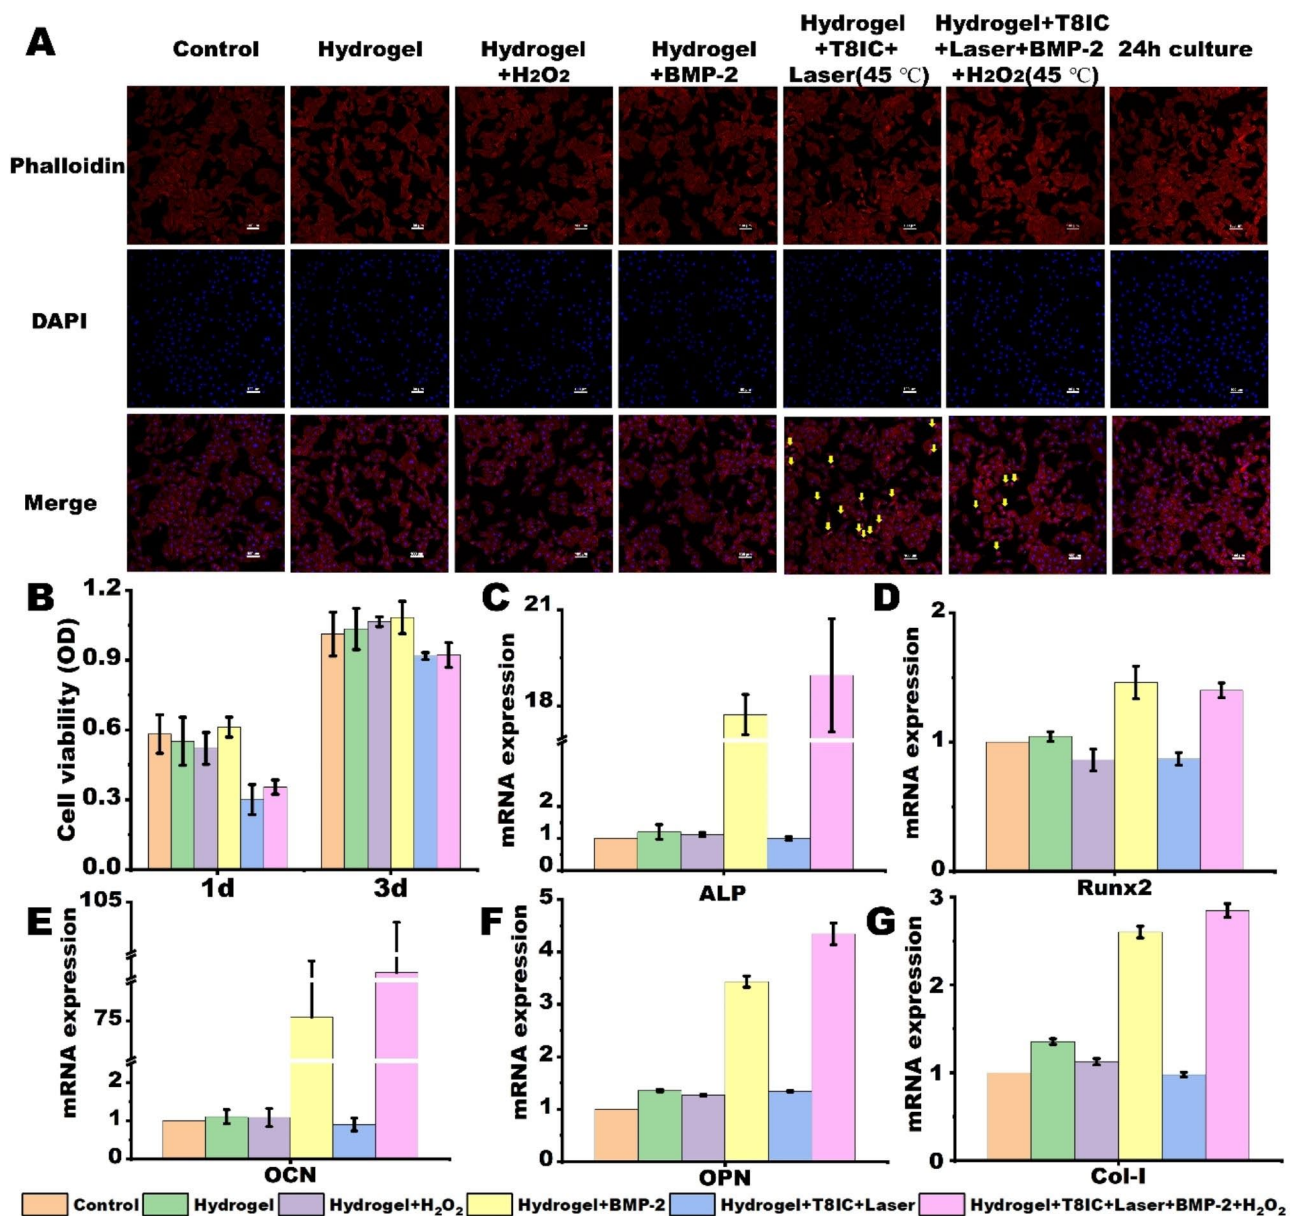 A
Control
Hydrogel
Hydrogel
+H2O2
Hydrogel
+BMP-2
Hydrogel
+T8IC+
Laser(45 ℃)
Hydrogel+T8IC
+Laser+BMP-2
+H2O2(45 ℃)
24h culture
Phalloidin
DAPI
Merge
B
Cell viability (OD)
1.2
0.9
0.6
0.3
0.0
1d
3d
C
mRNA expression
21
18
2
1
0
ALP
D
mRNA expression
2
1
0
Runx2
E
mRNA expression
105
75
2
1
0
OCN
F
mRNA expression
5
4
3
2
1
0
OPN
G
mRNA expression
3
2
1
0
Col-I
Control
Hydrogel
Hydrogel+H₂O₂
Hydrogel+BMP-2
Hydrogel+T8IC+Laser
Hydrogel+T8IC+Laser+BMP-2+H₂O₂